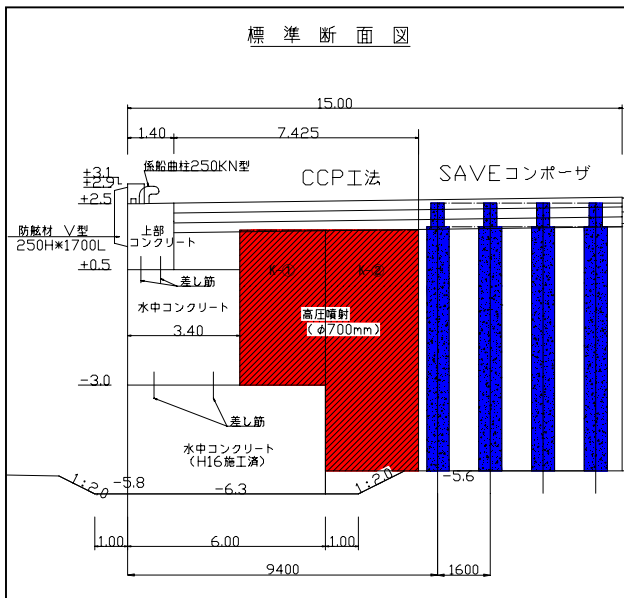 標準断面図
15.00
1.40
7.425
係船曲柱250KN型
CCP工法
SAVEコンポーザ
+3.1
+2.9
+2.5
防舷材 V型
250H*1700L
上部
コンクリート
+0.5
K-①
K-②
差し筋
水中コンクリート
高圧噴射
(φ700mm)
3.40
-3.0
差し筋
水中コンクリート
(H16施工済)
1:2.0
-5.8
-6.3
1:2.0
-5.6
1.00
6.00
1.00
9400
1600